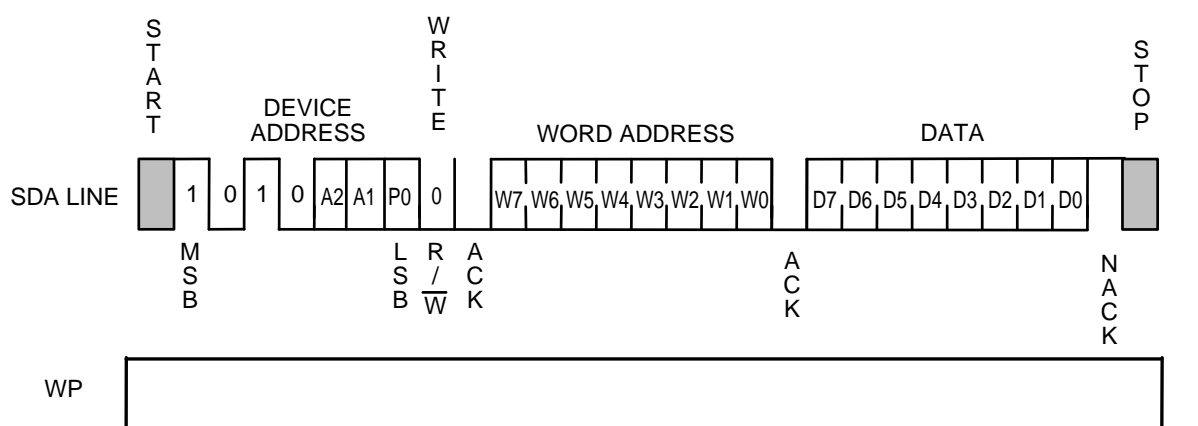 START
WRITE
STOP
DEVICE
ADDRESS
WORD ADDRESS
DATA
SDA LINE
1 0 1 0 A2 A1 P0 0 W7 W6 W5 W4 W3 W2 W1 W0 D7 D6 D5 D4 D3 D2 D1 D0
MSB
LSB
R/W
ACK
ACK
NACK
WP